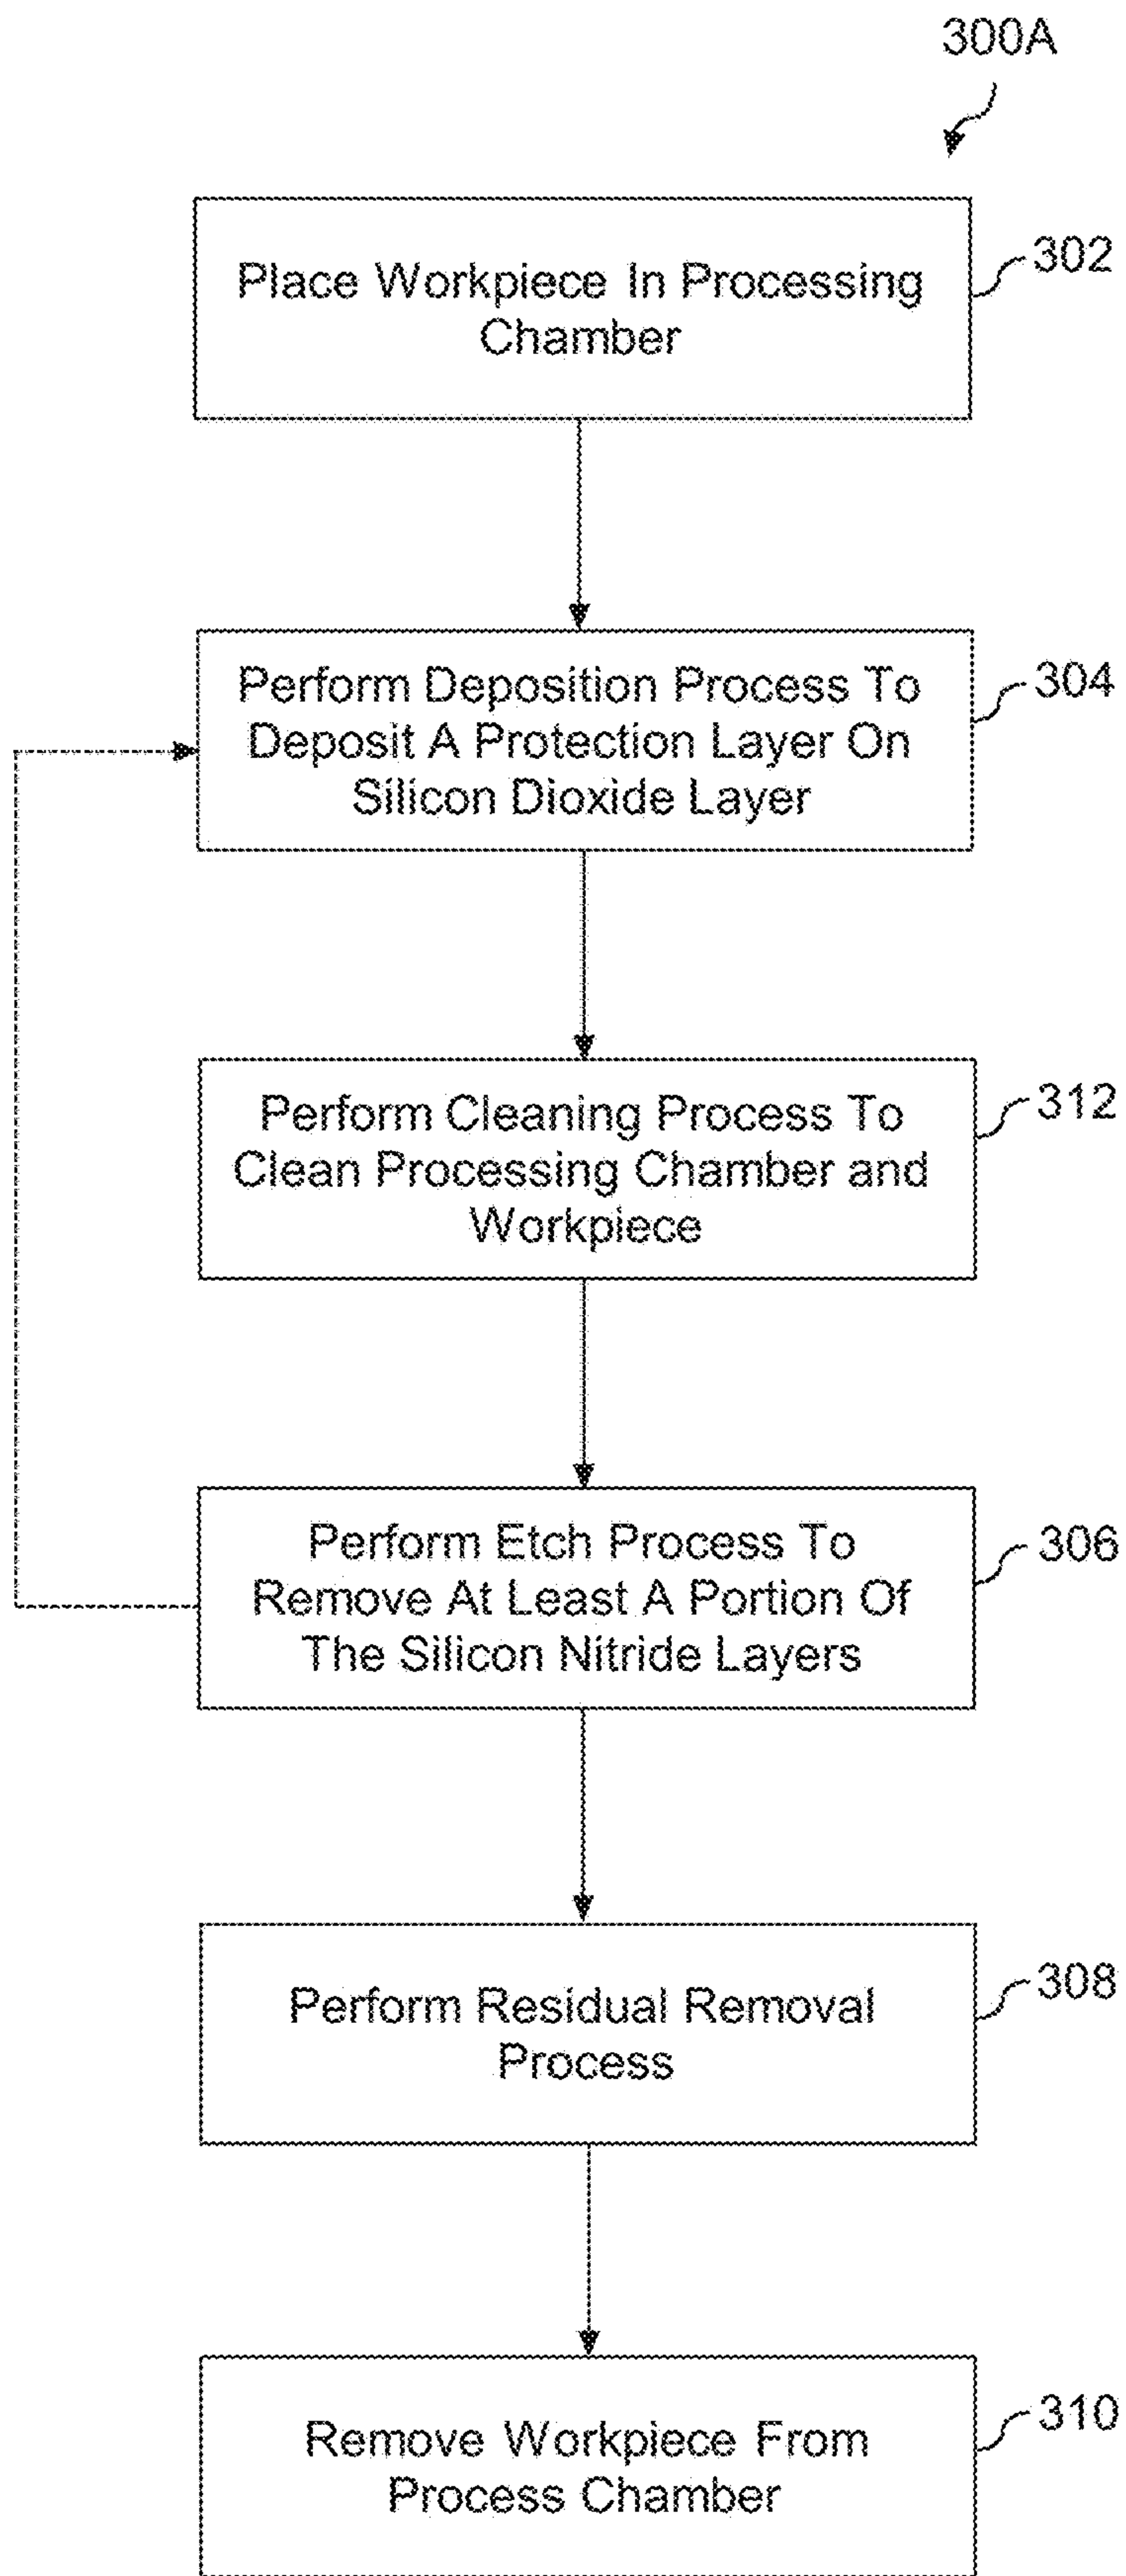 300A
Place Workpiece In Processing
Chamber
302
Perform Deposition Process To
Deposit A Protection Layer On
Silicon Dioxide Layer
304
Perform Cleaning Process To
Clean Processing Chamber and
Workpiece
312
Perform Etch Process To
Remove At Least A Portion Of
The Silicon Nitride Layers
306
Perform Residual Removal
Process
308
Remove Workpiece From
Process Chamber
310